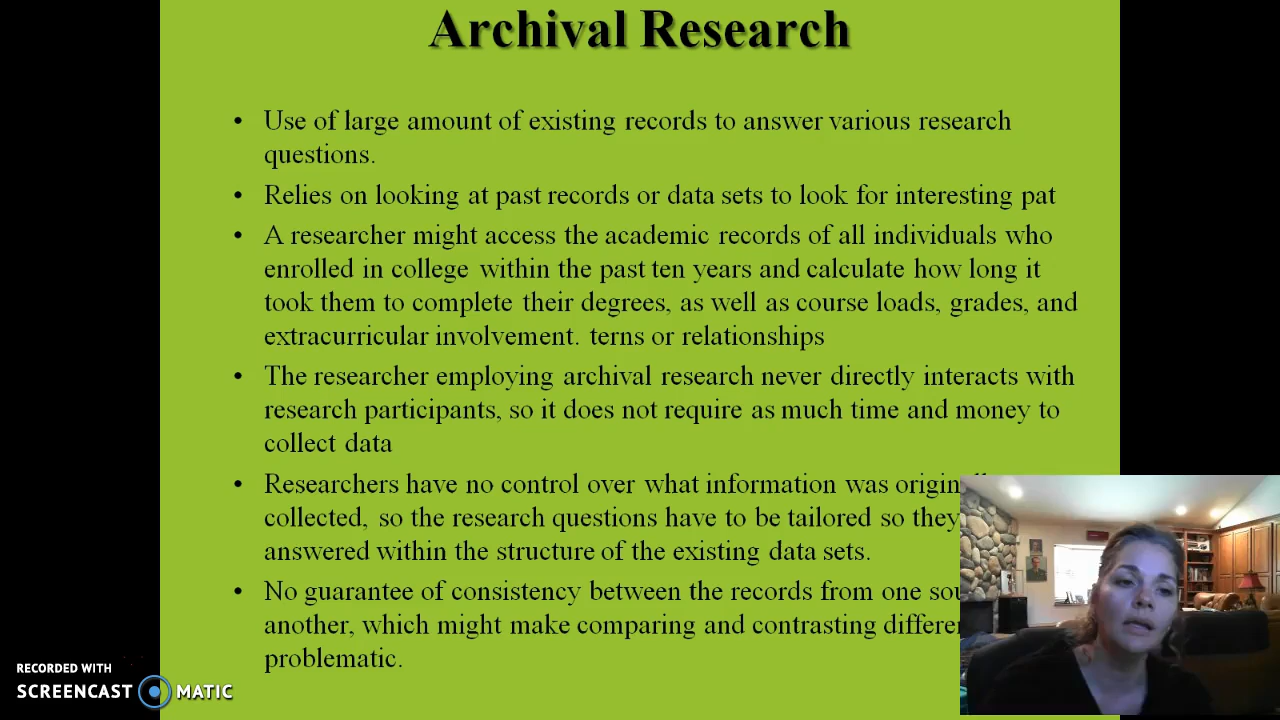 Archival Research
• Use of large amount of existing records to answer various research
questions.
• Relies on looking at past records or data sets to look for interesting pat
• A researcher might access the academic records of all individuals who
enrolled in college within the past ten years and calculate how long it
took them to complete their degrees, as well as course loads, grades, and
extracurricular involvement. terns or relationships
• The researcher employing archival research never directly interacts with
research participants, so it does not require as much time and money to
collect data
• Researchers have no control over what information was
collected, so the research questions have to be tailored so they
answered within the structure of the existing data sets.
• No guarantee of consistency between the records from one
another, which might make comparing and contrasting
problematic.
RECORDED WITH
SCREENCAST MATIC